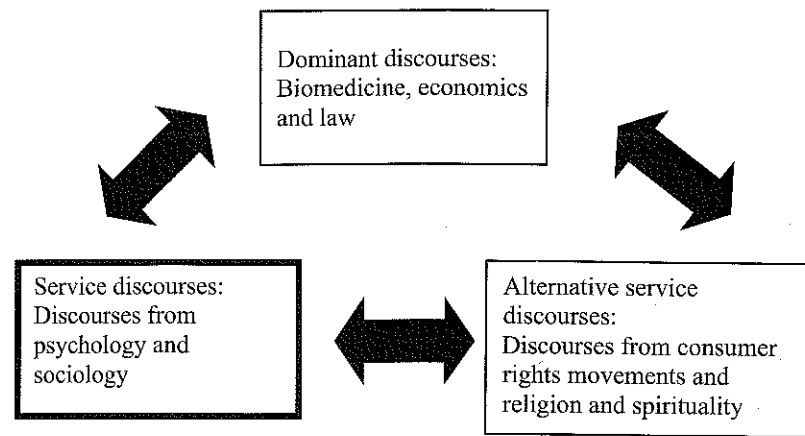 Dominant discourses:
Biomedicine, economics
and law
Service discourses:
Discourses from
psychology and
sociology
Alternative service
discourses:
Discourses from consumer
rights movements and
religion and spirituality